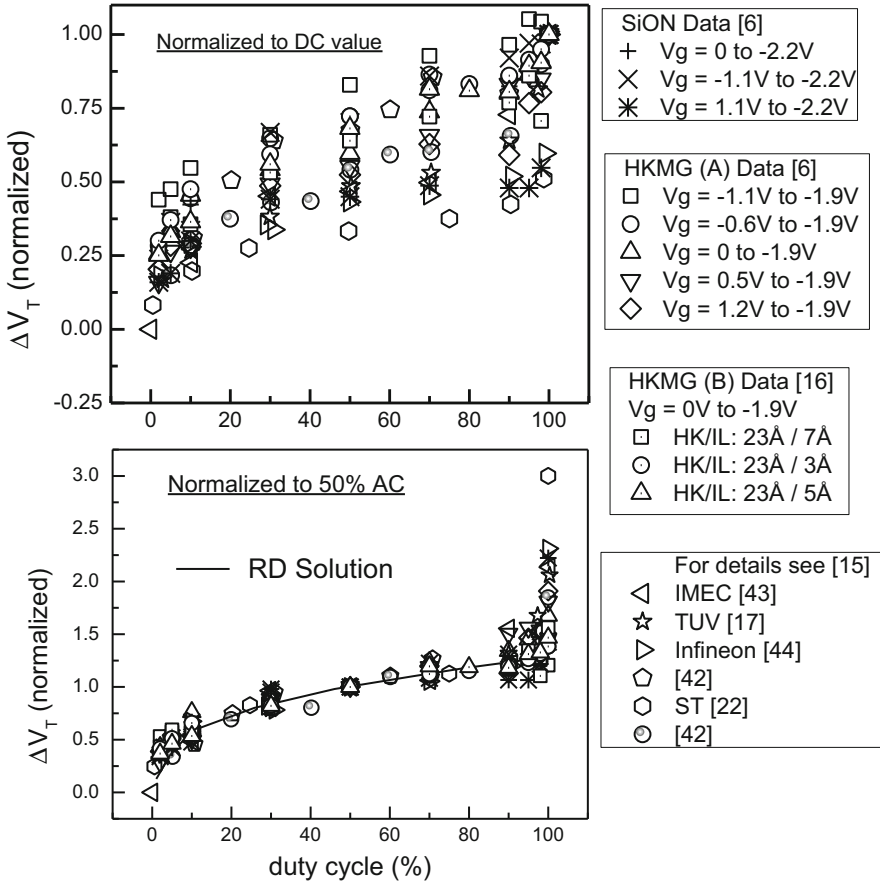 Normalized to DC value
1.00
0.75
0.50
0.25
0.00
-0.25
ΔV_T (normalized)
0 20 40 60 80 100
SiON Data [6]
Vg = 0 to -2.2V
Vg = -1.1V to -2.2V
Vg = 1.1V to -2.2V
HKMG (A) Data [6]
Vg = -1.1V to -1.9V
Vg = -0.6V to -1.9V
Vg = 0 to -1.9V
Vg = 0.5V to -1.9V
Vg = 1.2V to -1.9V
HKMG (B) Data [16]
Vg = 0V to -1.9V
HK/IL: 23Å / 7Å
HK/IL: 23Å / 3Å
HK/IL: 23Å / 5Å
Normalized to 50% AC
RD Solution
3.0
2.5
2.0
1.5
1.0
0.5
0.0
ΔV_T (normalized)
0 20 40 60 80 100
duty cycle (%)
For details see [15]
IMEC [43]
TUV [17]
Infineon [44]
[42]
ST [22]
[42]